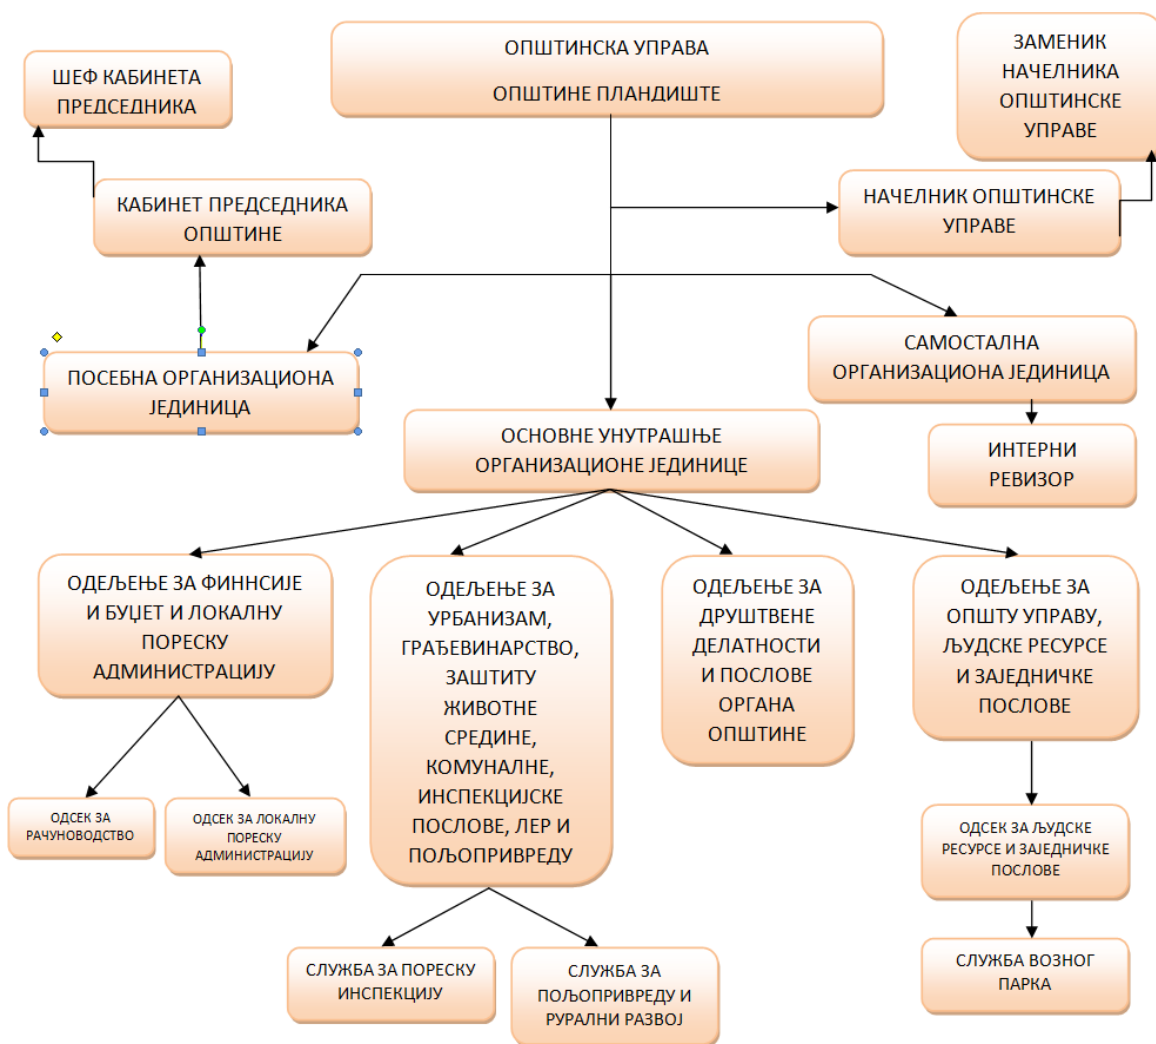 ОПШТИНСКА УПРАВА
ОПШТИНЕ ПЛАНДИШТЕ
ШЕФ КАБИНЕТА
ПРЕДСЕДНИКА
ЗАМЕНИК
НАЧЕЛНИКА
ОПШТИНСКЕ
УПРАВЕ
КАБИНЕТ ПРЕДСЕДНИКА
ОПШТИНЕ
НАЧЕЛНИК ОПШТИНСКЕ
УПРАВЕ
ПОСЕБНА ОРГАНИЗАЦИОНА
ЈЕДИНИЦА
САМОСТАЛНА
ОРГАНИЗАЦИОНА ЈЕДИНИЦА
ОСНОВНЕ УНУТРАШЊЕ
ОРГАНИЗАЦИОНЕ ЈЕДИНИЦЕ
ИНТЕРНИ
РЕВИЗОР
ОДЕЉЕЊЕ ЗА ФИННСИЈЕ
И БУЏЕТ И ЛОКАЛНУ
ПОРЕСКУ
АДМИНИСТРАЦИЈУ
ОДЕЉЕЊЕ ЗА
УРБАНИЗАМ,
ГРАЂЕВИНАРСТВО,
ЗАШТИТУ
ЖИВОТНЕ
СРЕДИНЕ,
КОМУНАЛНЕ,
ИНСПЕКЦИЈСКЕ
ПОСЛОВЕ, ЛЕР И
ПОЉОПРИВРЕДУ
ОДЕЉЕЊЕ ЗА
ДРУШТВЕНЕ
ДЕЛАТНОСТИ
И ПОСЛОВЕ
ОРГАНА
ОПШТИНЕ
ОДЕЉЕЊЕ ЗА
ОПШТУ УПРАВУ,
ЉУДСКЕ РЕСУРСЕ
И ЗАЈЕДНИЧКЕ
ПОСЛОВЕ
ОДСЕК ЗА
РАЧУНОВОДСТВО
ОДСЕК ЗА ЛОКАЛНУ
ПОРЕСКУ
АДМИНИСТРАЦИЈУ
ОДСЕК ЗА ЉУДСКЕ
РЕСУРСЕ И ЗАЈЕДНИЧКЕ
ПОСЛОВЕ
СЛУЖБА ЗА ПОРЕСКУ
ИНСПЕКЦИЈУ
СЛУЖБА ЗА
ПОЉОПРИВРЕДУ И
РУРАЛНИ РАЗВОЈ
СЛУЖБА ВОЗНОГ
ПАРКА